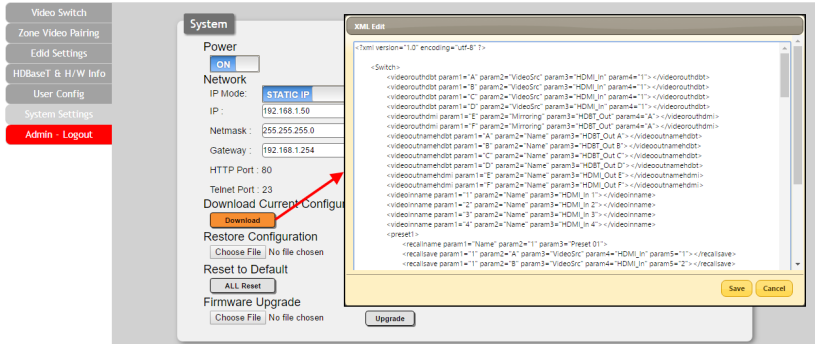 Video Switch
Zone Video Pairing
Edid Settings
HDBaseT & H/W Info
User Config
System Settings
Admin - Logout
System
Power
ON
Network
IP Mode: STATIC IP
IP : 192.168.1.50
Netmask : 255.255.255.0
Gateway : 192.168.1.254
HTTP Port : 80
Telnet Port : 23
Download Current Configur
Download
Restore Configuration
Choose File No file chosen
Reset to Default
ALL Reset
Firmware Upgrade
Choose File No file chosen Upgrade
XML Edit
<?xml version="1.0" encoding="utf-8" ?>
<Switch>
<videorouthdbt param1="A" param2="VideoSrc" param3="HDMI_In" param4="1"></videorouthdbt>
<videorouthdbt param1="B" param2="VideoSrc" param3="HDMI_In" param4="1"></videorouthdbt>
<videorouthdbt param1="C" param2="VideoSrc" param3="HDMI_In" param4="1"></videorouthdbt>
<videorouthdbt param1="D" param2="VideoSrc" param3="HDMI_In" param4="1"></videorouthdbt>
<videorouthdmi param1="E" param2="Mirroring" param3="HDBT_Out" param4="A"></videorouthdmi>
<videorouthdmi param1="F" param2="Mirroring" param3="HDBT_Out" param4="A"></videorouthdmi>
<videooutnamehdbt param1="A" param2="Name" param3="HDBT_Out A"></videooutnamehdbt>
<videooutnamehdbt param1="B" param2="Name" param3="HDBT_Out B"></videooutnamehdbt>
<videooutnamehdbt param1="C" param2="Name" param3="HDBT_Out C"></videooutnamehdbt>
<videooutnamehdbt param1="D" param2="Name" param3="HDBT_Out D"></videooutnamehdbt>
<videooutnamehdmi param1="E" param2="Name" param3="HDMI_Out E"></videooutnamehdmi>
<videooutnamehdmi param1="F" param2="Name" param3="HDMI_Out F"></videooutnamehdmi>
<videoinname param1="1" param2="Name" param3="HDMI_In 1"></videoinname>
<videoinname param1="2" param2="Name" param3="HDMI_In 2"></videoinname>
<videoinname param1="3" param2="Name" param3="HDMI_In 3"></videoinname>
<videoinname param1="4" param2="Name" param3="HDMI_In 4"></videoinname>
<preset1>
<recallname param1="Name" param2="1" param3="Preset 01">
<recallsave param1="1" param2="A" param3="VideoSrc" param4="HDMI_In" param5="1"></recallsave>
<recallsave param1="1" param2="B" param3="VideoSrc" param4="HDMI_In" param5="2"></recallsave>
Save Cancel